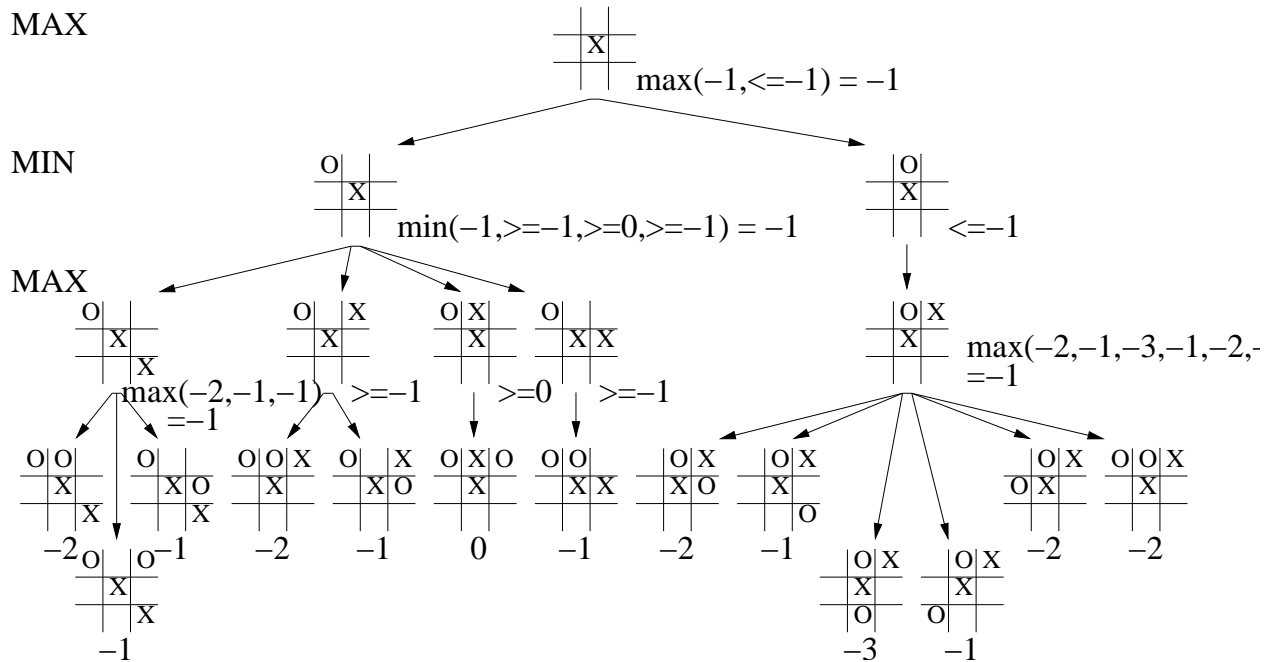 MAX
X
max(−1,<=−1) = −1
MIN
O
X
O
X
min(−1,>=−1,>=0,>=−1) = −1
<=−1
MAX
O
X
X
O X
X
O X
X
O
X X
O X
X
max(−2,−1,−3,−1,−2,-
=−1
max(−2,−1,−1)
=−1
>=−1
>=0
>=−1
O O
X
X
O
X O
X
O O X
X
O X
X O
O X O
X
O O
X X
O X
X O
O X
X
O
O X
O X
O O X
X
−2
−1
−2
−1
0
−1
−2
−1
−2
−2
O O
X
X
O X
X
O
O X
X
O
−1
−3
−1